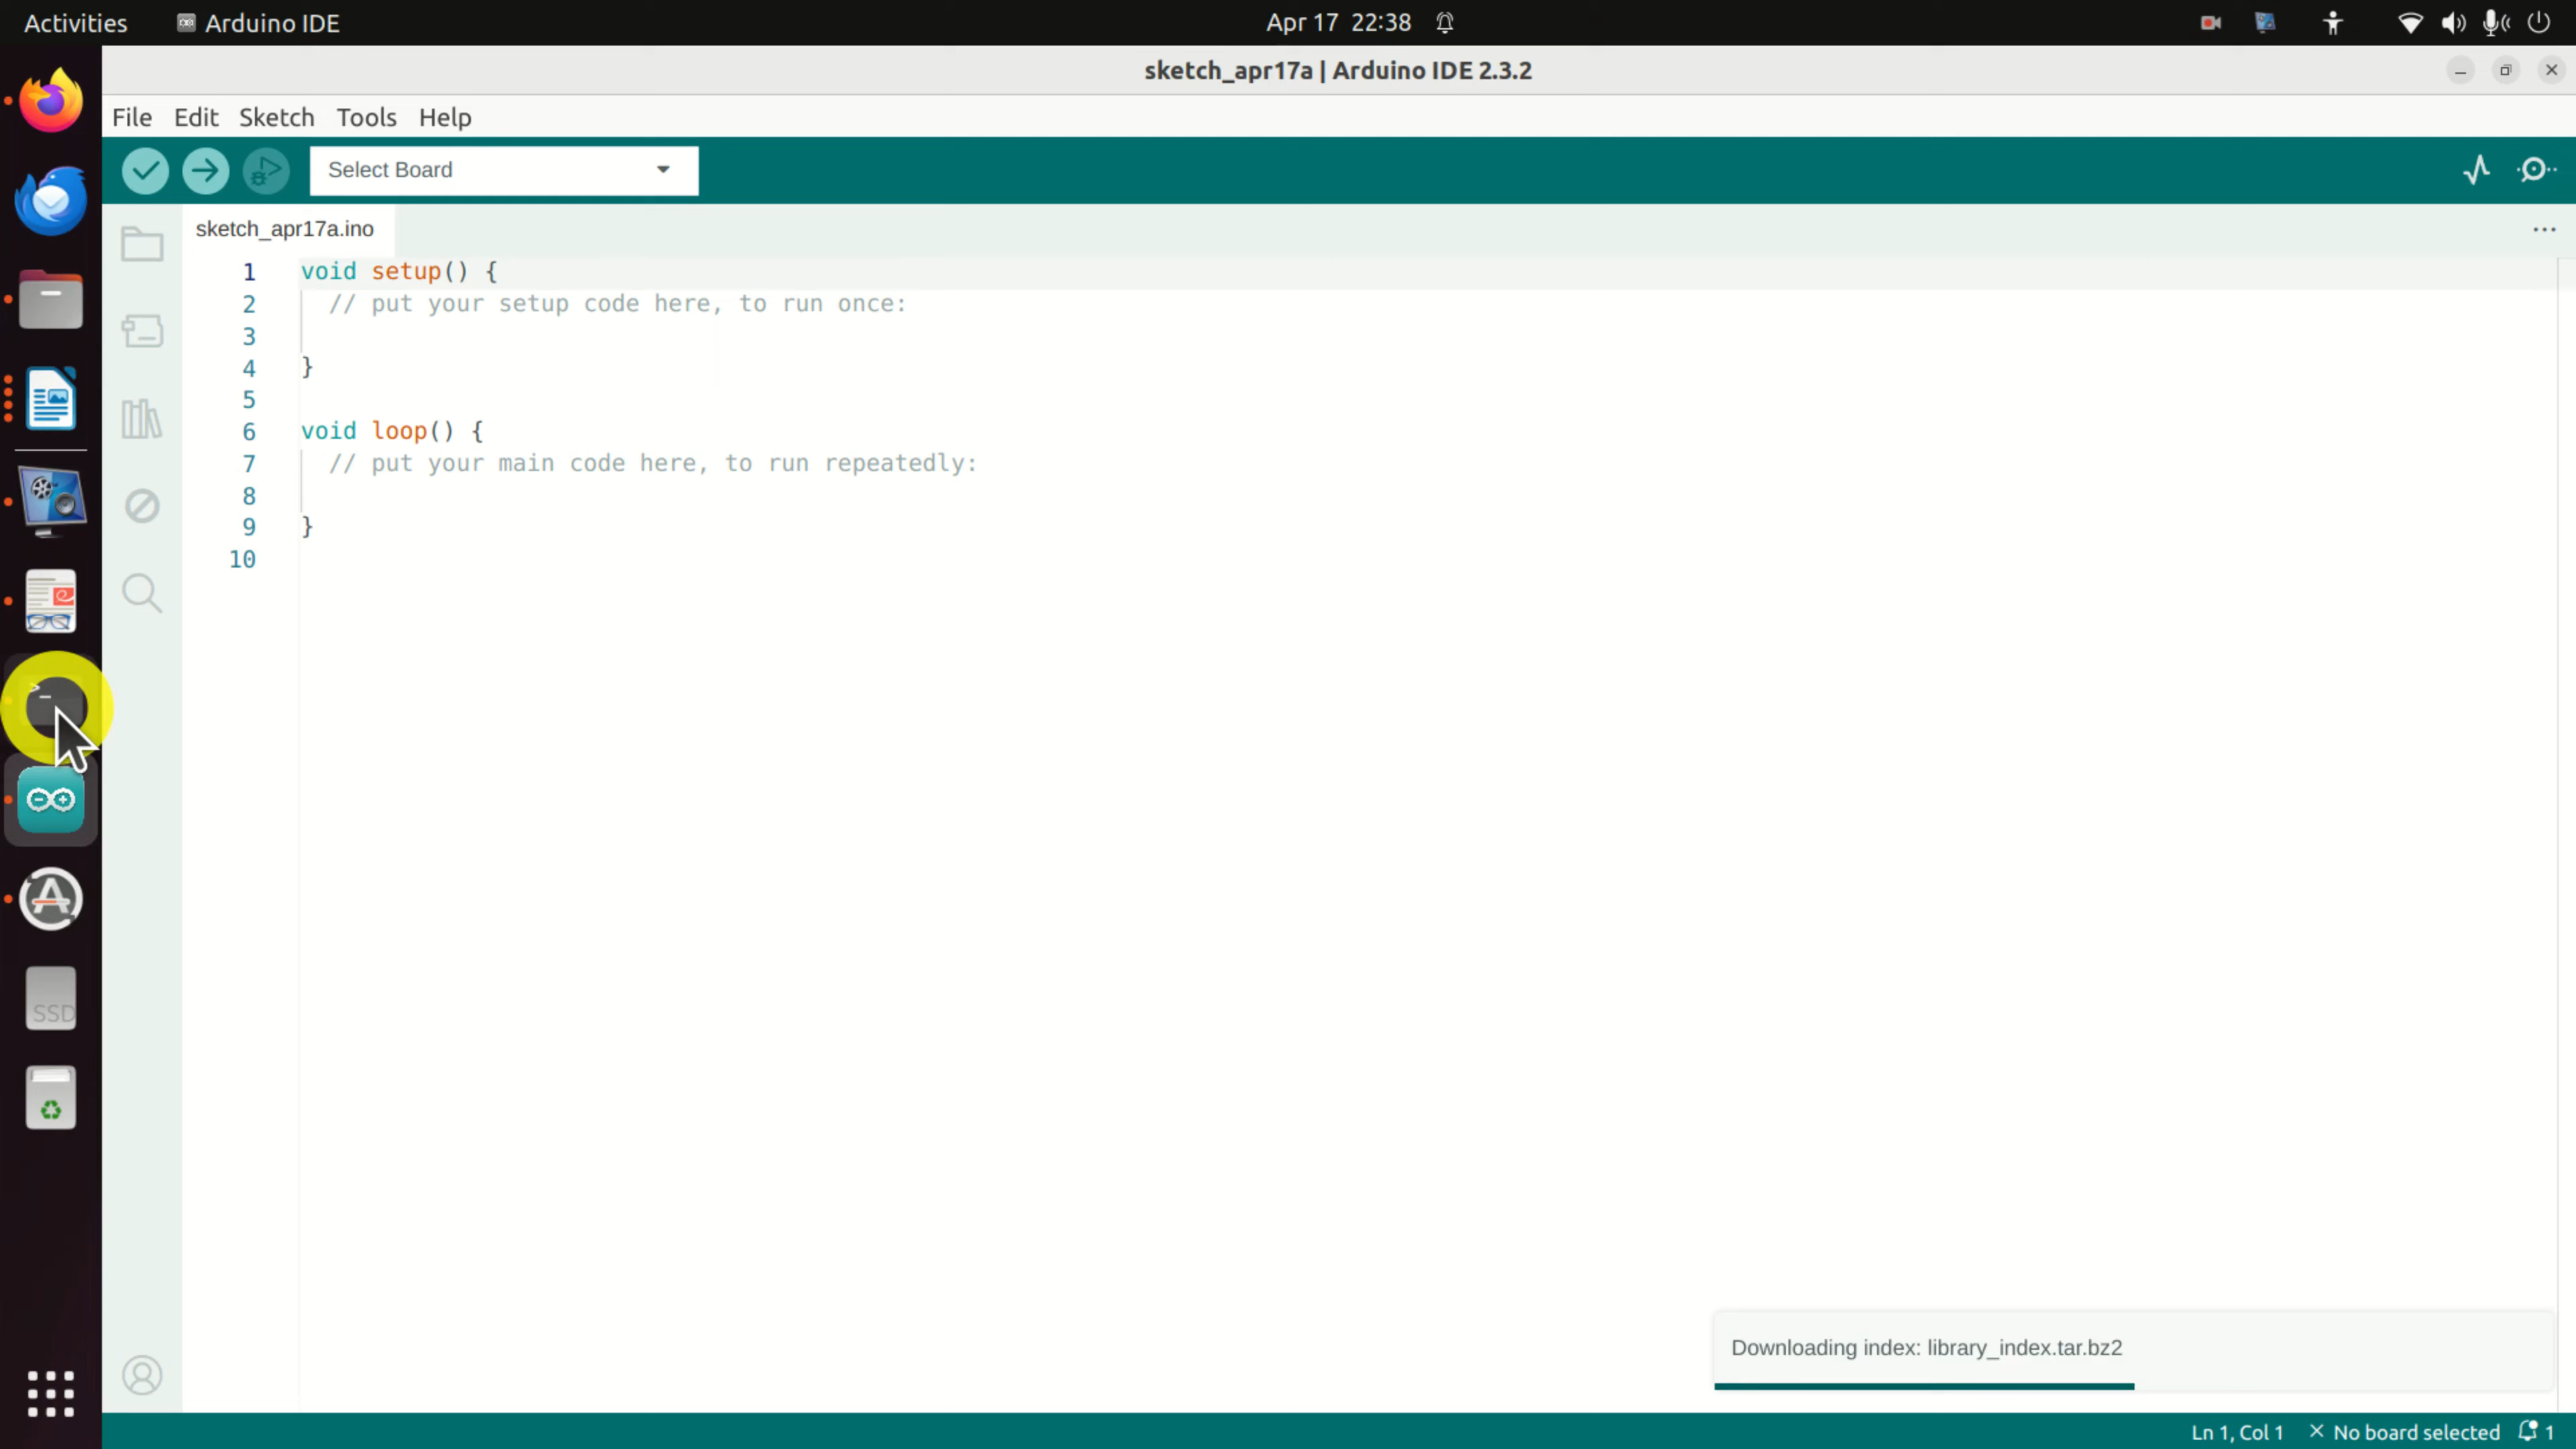 Activities Arduino IDE Apr 17 22:38
sketch_apr17a | Arduino IDE 2.3.2
File Edit Sketch Tools Help
Select Board
sketch_apr17a.ino
1 void setup() {
2 // put your setup code here, to run once:
3
4 }
5
6 void loop() {
7 // put your main code here, to run repeatedly:
8
9 }
10
>_
SSD
Downloading index: library_index.tar.bz2
Ln 1, Col 1 × No board selected 1